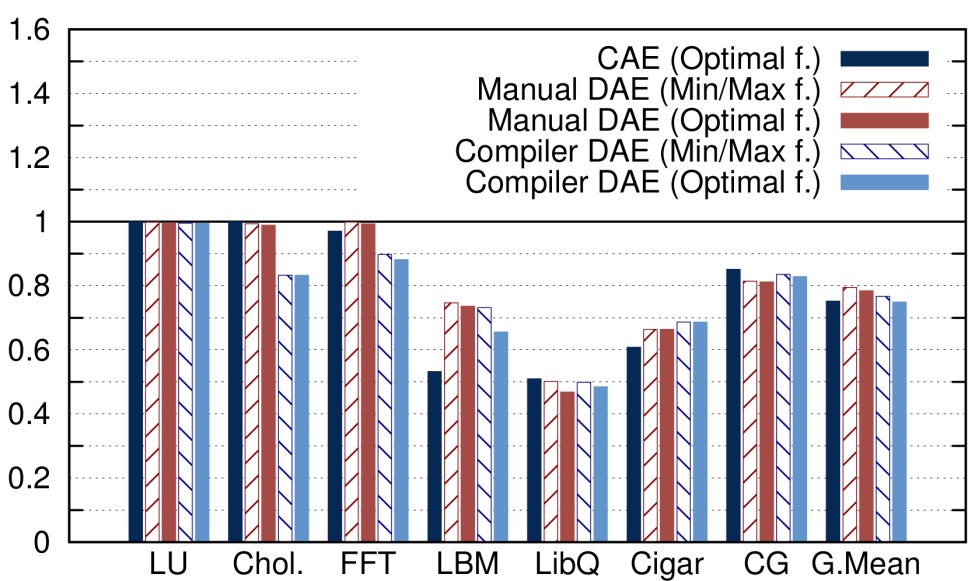 1.6
1.4
1.2
1
0.8
0.6
0.4
0.2
0
CAE (Optimal f.)
Manual DAE (Min/Max f.)
Manual DAE (Optimal f.)
Compiler DAE (Min/Max f.)
Compiler DAE (Optimal f.)
LU Chol. FFT LBM LibQ Cigar CG G.Mean